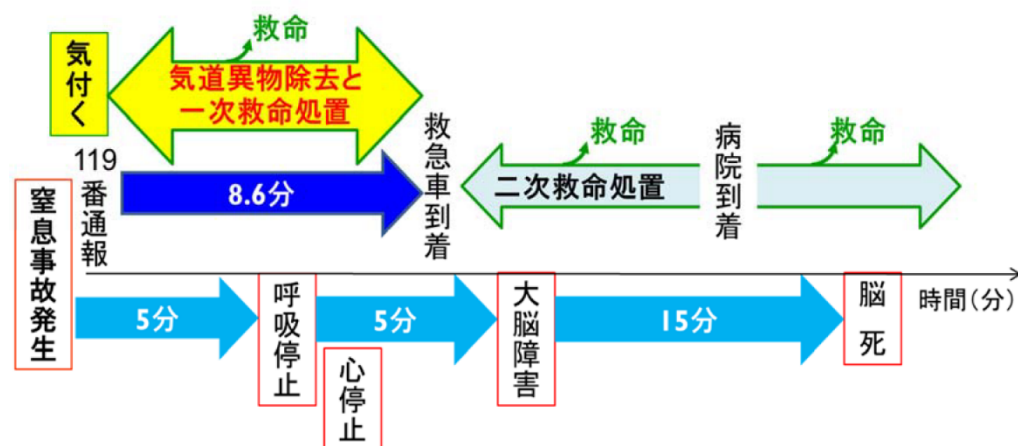 救命
気付く
気道異物除去と
一次救命処置
119
番通報
8.6分
救急車到着
救命
救命
二次救命処置
病院到着
窒息事故発生
5分
呼吸停止
5分
心停止
大脳障害
15分
脳死
時間(分)